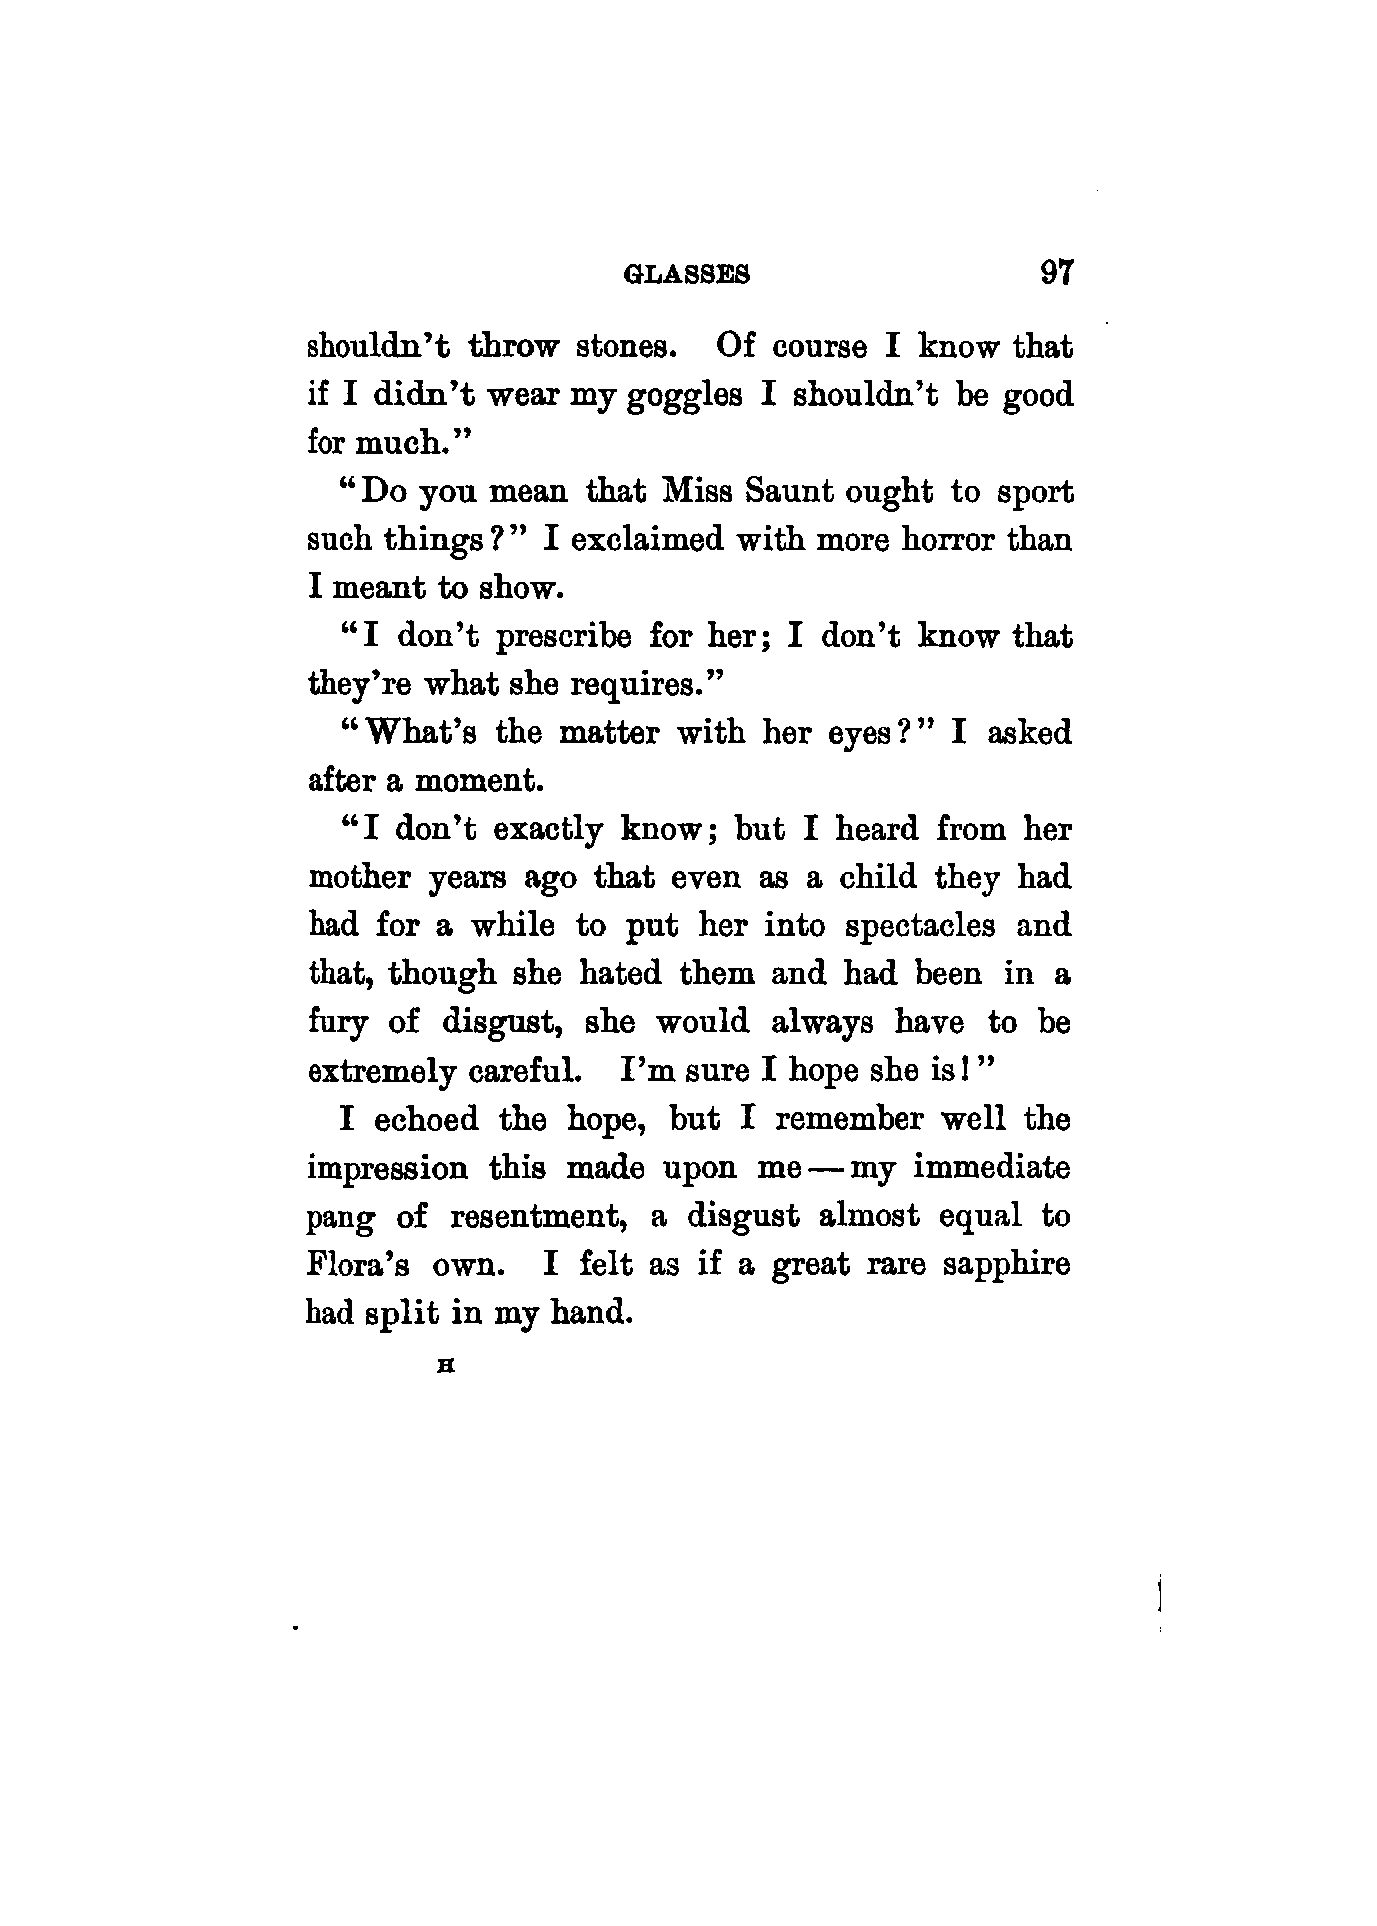 GLASSES 97
shouldn't throw stones. Of course I know that
if I didn't wear my goggles I shouldn't be good
for much."
"Do you mean that Miss Saunt ought to sport
such things?" I exclaimed with more horror than
I meant to show.
"I don't prescribe for her; I don't know that
they're what she requires."
"What's the matter with her eyes?" I asked
after a moment.
"I don't exactly know; but I heard from her
mother years ago that even as a child they had
had for a while to put her into spectacles and
that, though she hated them and had been in a
fury of disgust, she would always have to be
extremely careful. I'm sure I hope she is!"
I echoed the hope, but I remember well the
impression this made upon me—my immediate
pang of resentment, a disgust almost equal to
Flora's own. I felt as if a great rare sapphire
had split in my hand.
H